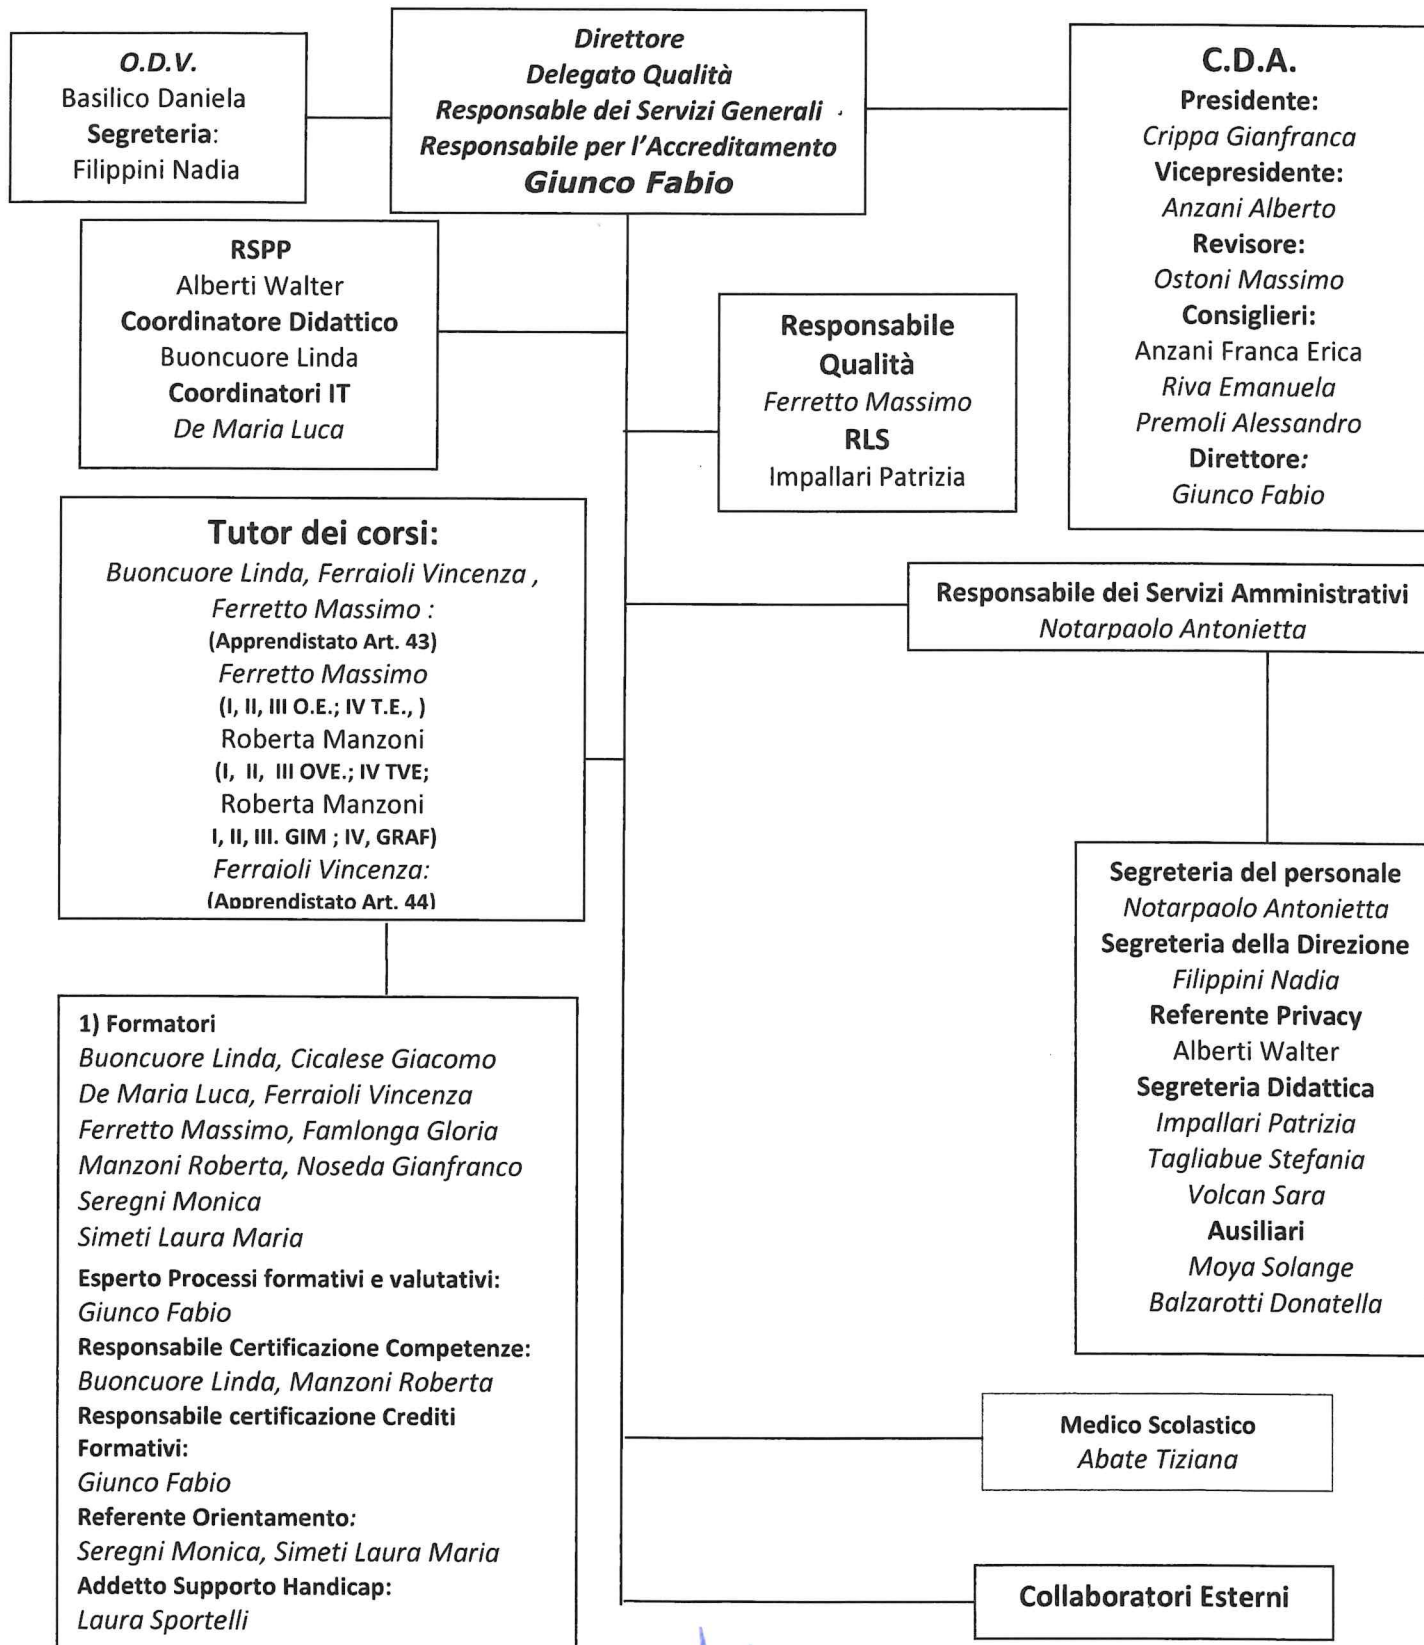 O.D.V.
Basilico Daniela
Segreteria:
Filippini Nadia
Direttore
Delegato Qualità
Responsable dei Servizi Generali
Responsabile per l'Accreditamento
Giunco Fabio
C.D.A.
Presidente:
Crippa Gianfranca
Vicepresidente:
Anzani Alberto
Revisore:
Ostoni Massimo
Consiglieri:
Anzani Franca Erica
Riva Emanuela
Premoli Alessandro
Direttore:
Giunco Fabio
RSPP
Alberti Walter
Coordinatore Didattico
Buoncuore Linda
Coordinatori IT
De Maria Luca
Responsabile
Qualità
Ferretto Massimo
RLS
Impallari Patrizia
Tutor dei corsi:
Buoncuore Linda, Ferraioli Vincenza ,
Ferretto Massimo :
(Apprendistato Art. 43)
Ferretto Massimo
(I, II, III O.E.; IV T.E., )
Roberta Manzoni
(I, II, III OVE.; IV TVE;
Roberta Manzoni
I, II, III. GIM ; IV, GRAF)
Ferraioli Vincenza:
(Apprendistato Art. 44)
Responsabile dei Servizi Amministrativi
Notarpaolo Antonietta
Segreteria del personale
Notarpaolo Antonietta
Segreteria della Direzione
Filippini Nadia
Referente Privacy
Alberti Walter
Segreteria Didattica
Impallari Patrizia
Tagliabue Stefania
Volcan Sara
Ausiliari
Moya Solange
Balzarotti Donatella
1) Formatori
Buoncuore Linda, Cicalese Giacomo
De Maria Luca, Ferraioli Vincenza
Ferretto Massimo, Famlonga Gloria
Manzoni Roberta, Noseda Gianfranco
Seregni Monica
Simeti Laura Maria
Esperto Processi formativi e valutativi:
Giunco Fabio
Responsabile Certificazione Competenze:
Buoncuore Linda, Manzoni Roberta
Responsabile certificazione Crediti
Formativi:
Giunco Fabio
Referente Orientamento:
Seregni Monica, Simeti Laura Maria
Addetto Supporto Handicap:
Laura Sportelli
Medico Scolastico
Abate Tiziana
Collaboratori Esterni